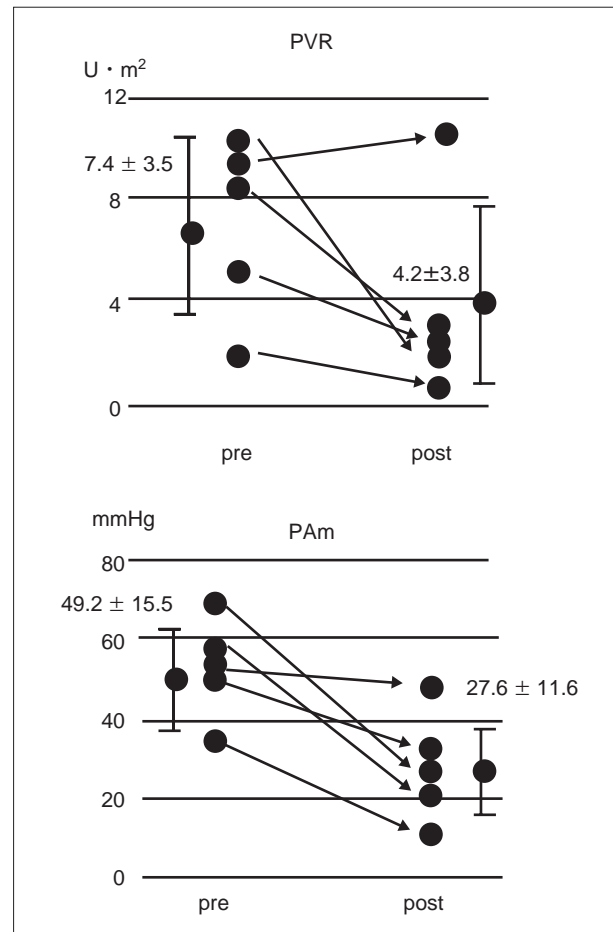 PVR
U・m²
12
7.4 ± 3.5
8
4.2±3.8
4
0
pre post
mmHg
PAm
80
49.2 ± 15.5
60
27.6 ± 11.6
40
20
0
pre post